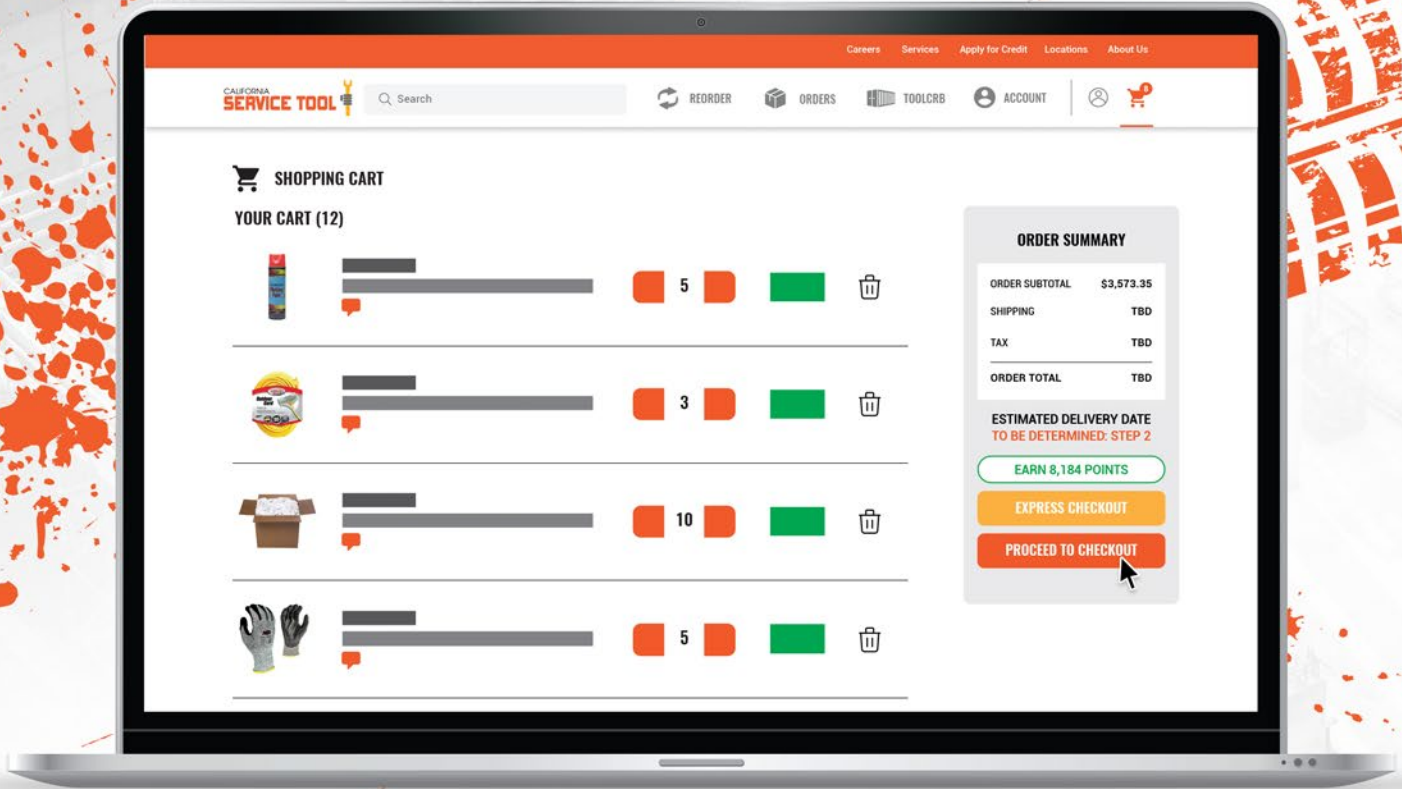 Careers Services Apply for Credit Locations About Us
CALIFORNIA
SERVICE TOOL
Search
REORDER ORDERS TOOLCRB ACCOUNT
SHOPPING CART
YOUR CART (12)
5
3
10
5
ORDER SUMMARY
ORDER SUBTOTAL $3,573.35
SHIPPING TBD
TAX TBD
ORDER TOTAL TBD
ESTIMATED DELIVERY DATE
TO BE DETERMINED: STEP 2
EARN 8,184 POINTS
EXPRESS CHECKOUT
PROCEED TO CHECKOUT